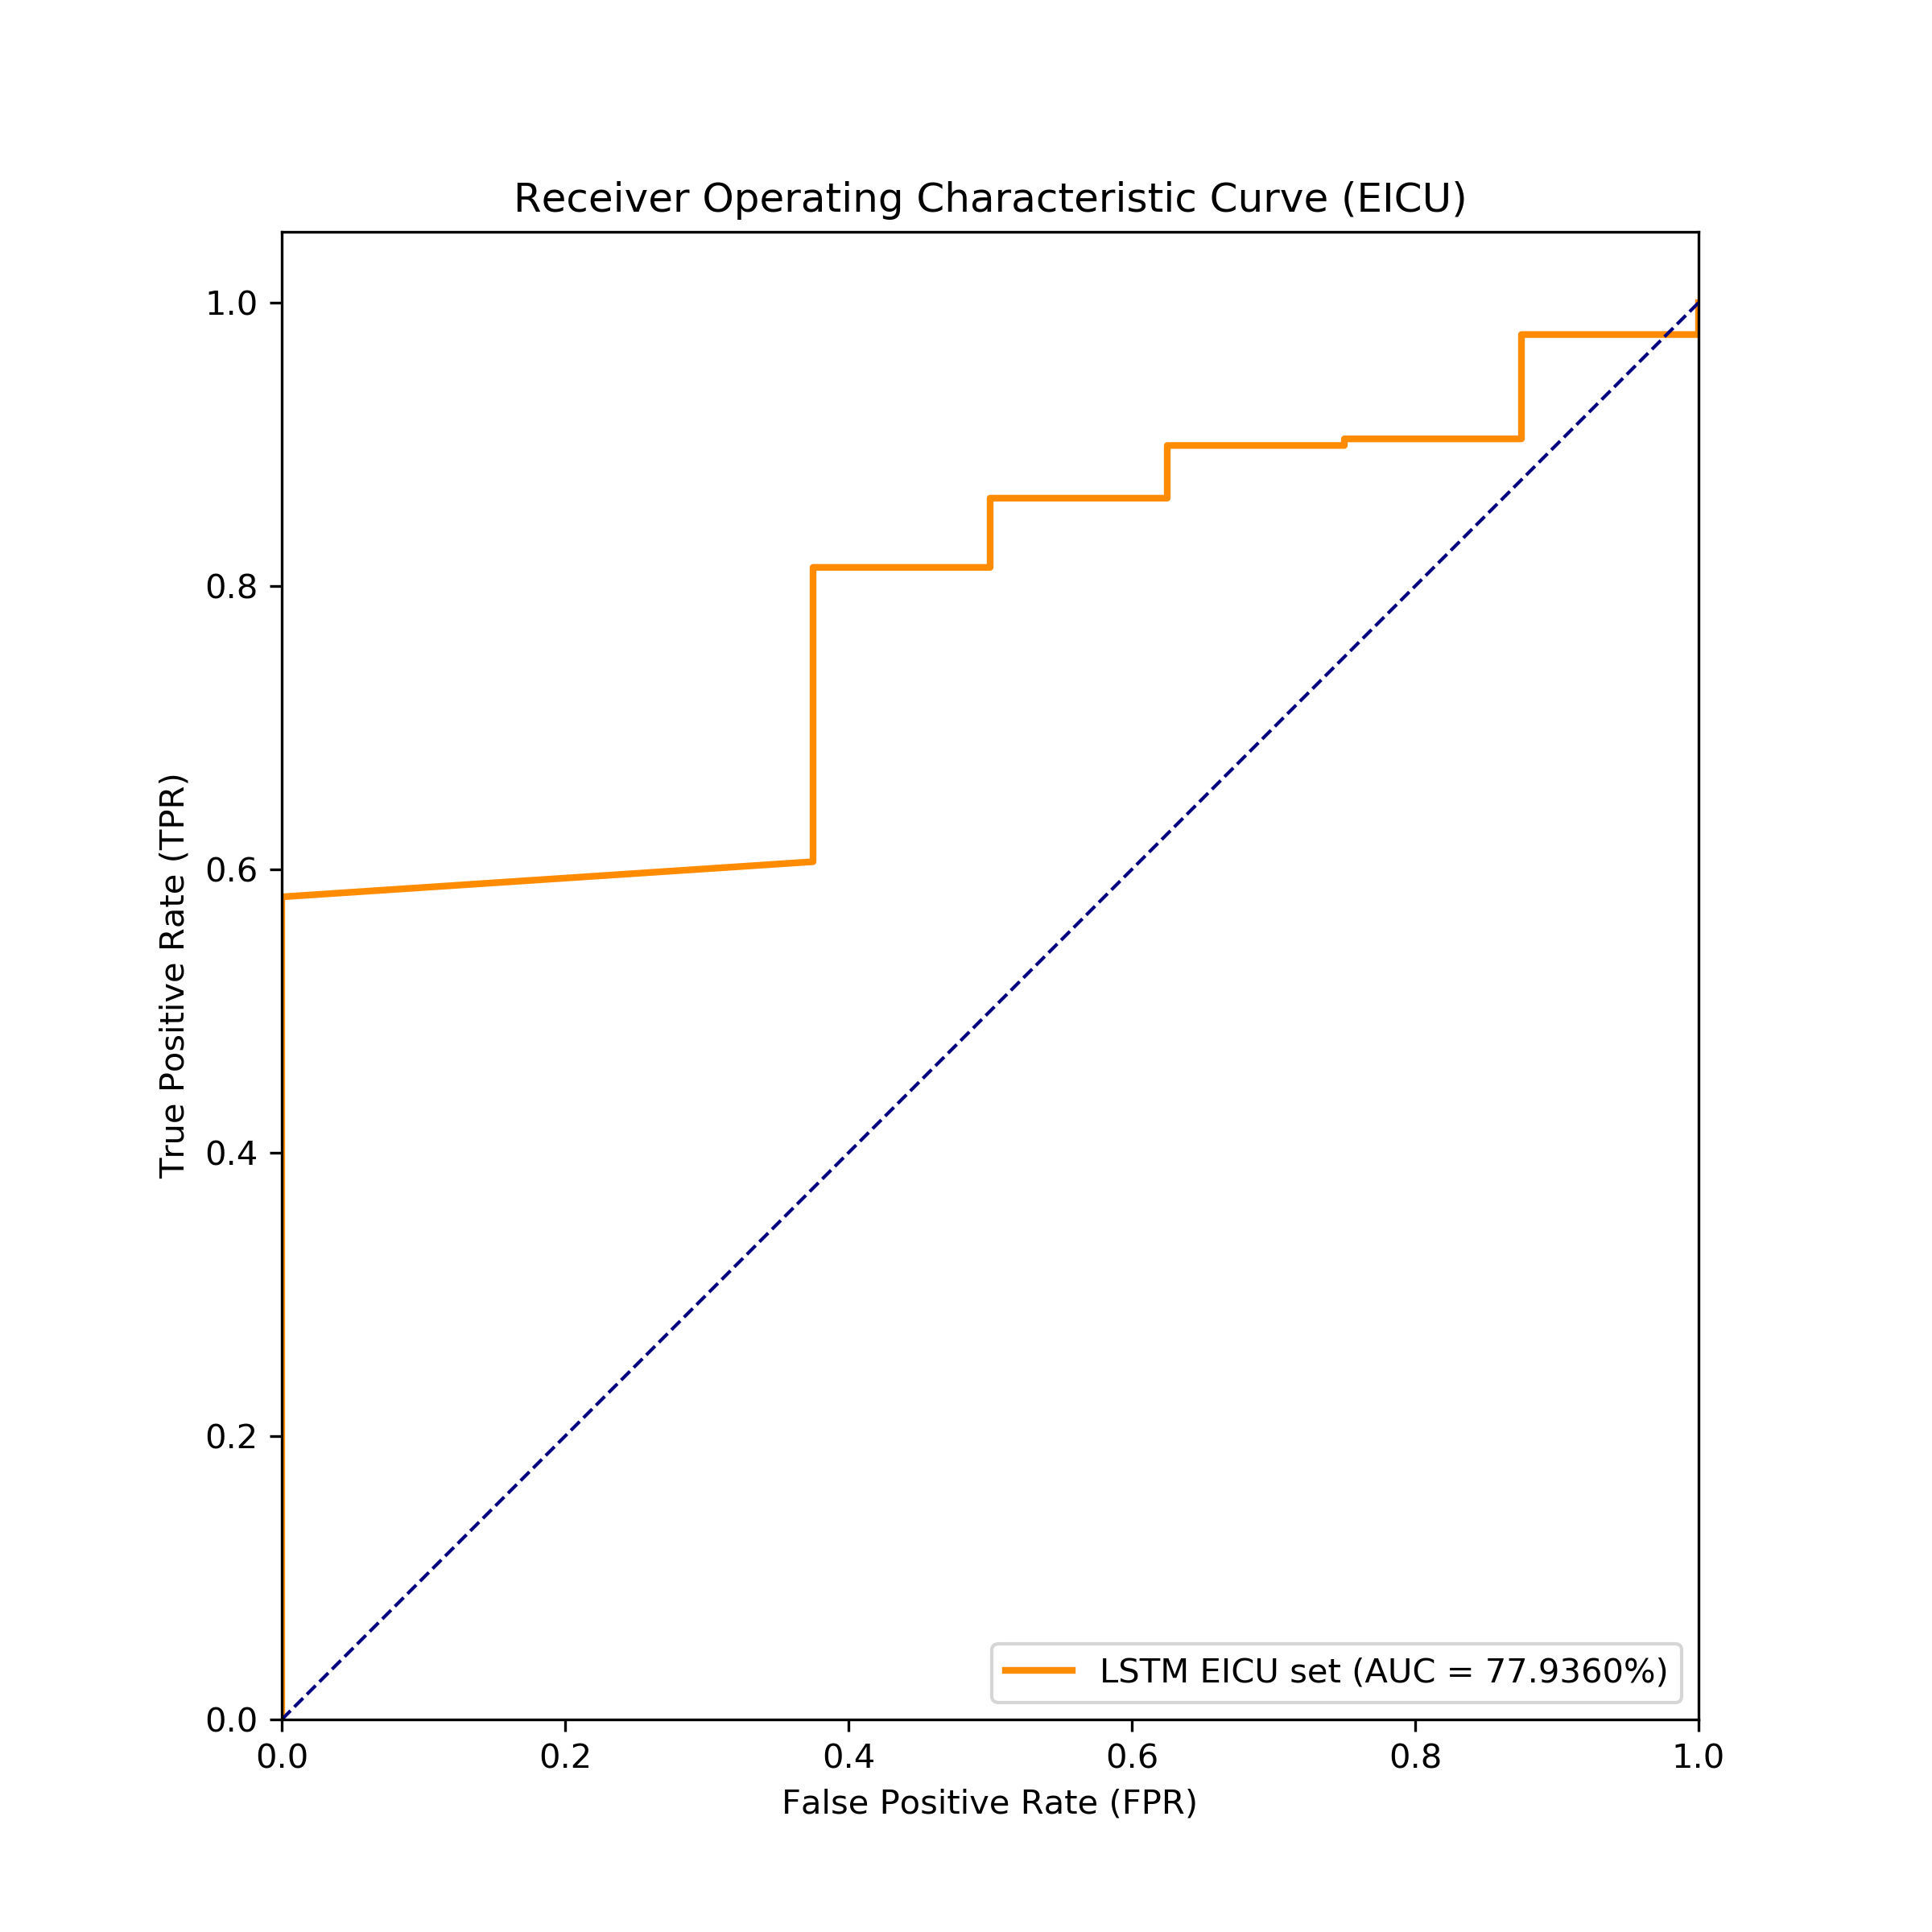 Receiver Operating Characteristic Curve (EICU)
1.0
0.8
0.6
0.4
0.2
0.0
True Positive Rate (TPR)
LSTM EICU set (AUC = 77.9360%)
0.0 0.2 0.4 0.6 0.8 1.0
False Positive Rate (FPR)